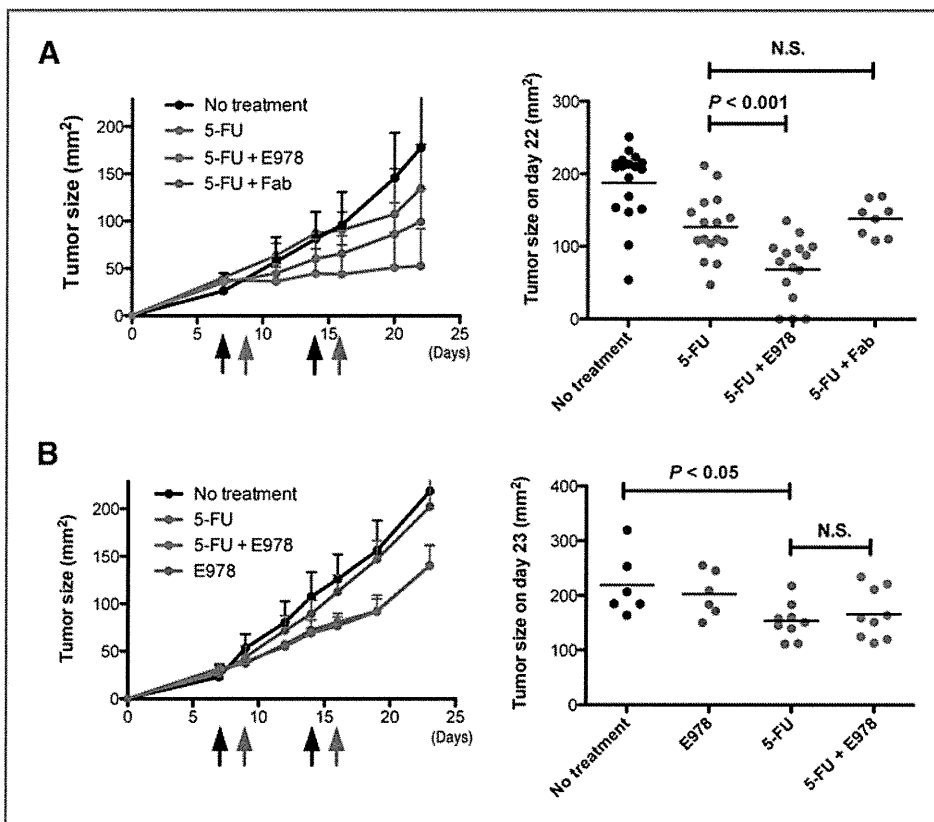 A
Tumor size (mm²)
200
150
100
50
0
0 5 10 15 20 25
(Days)
No treatment
5-FU
5-FU + E978
5-FU + Fab
N.S.
P < 0.001
Tumor size on day 22 (mm²)
300
200
100
0
No treatment
5-FU
5-FU + E978
5-FU + Fab
B
Tumor size (mm²)
200
150
100
50
0
0 5 10 15 20 25
(Days)
No treatment
5-FU
5-FU + E978
E978
P < 0.05
N.S.
Tumor size on day 23 (mm²)
400
300
200
100
0
No treatment
E978
5-FU
5-FU + E978